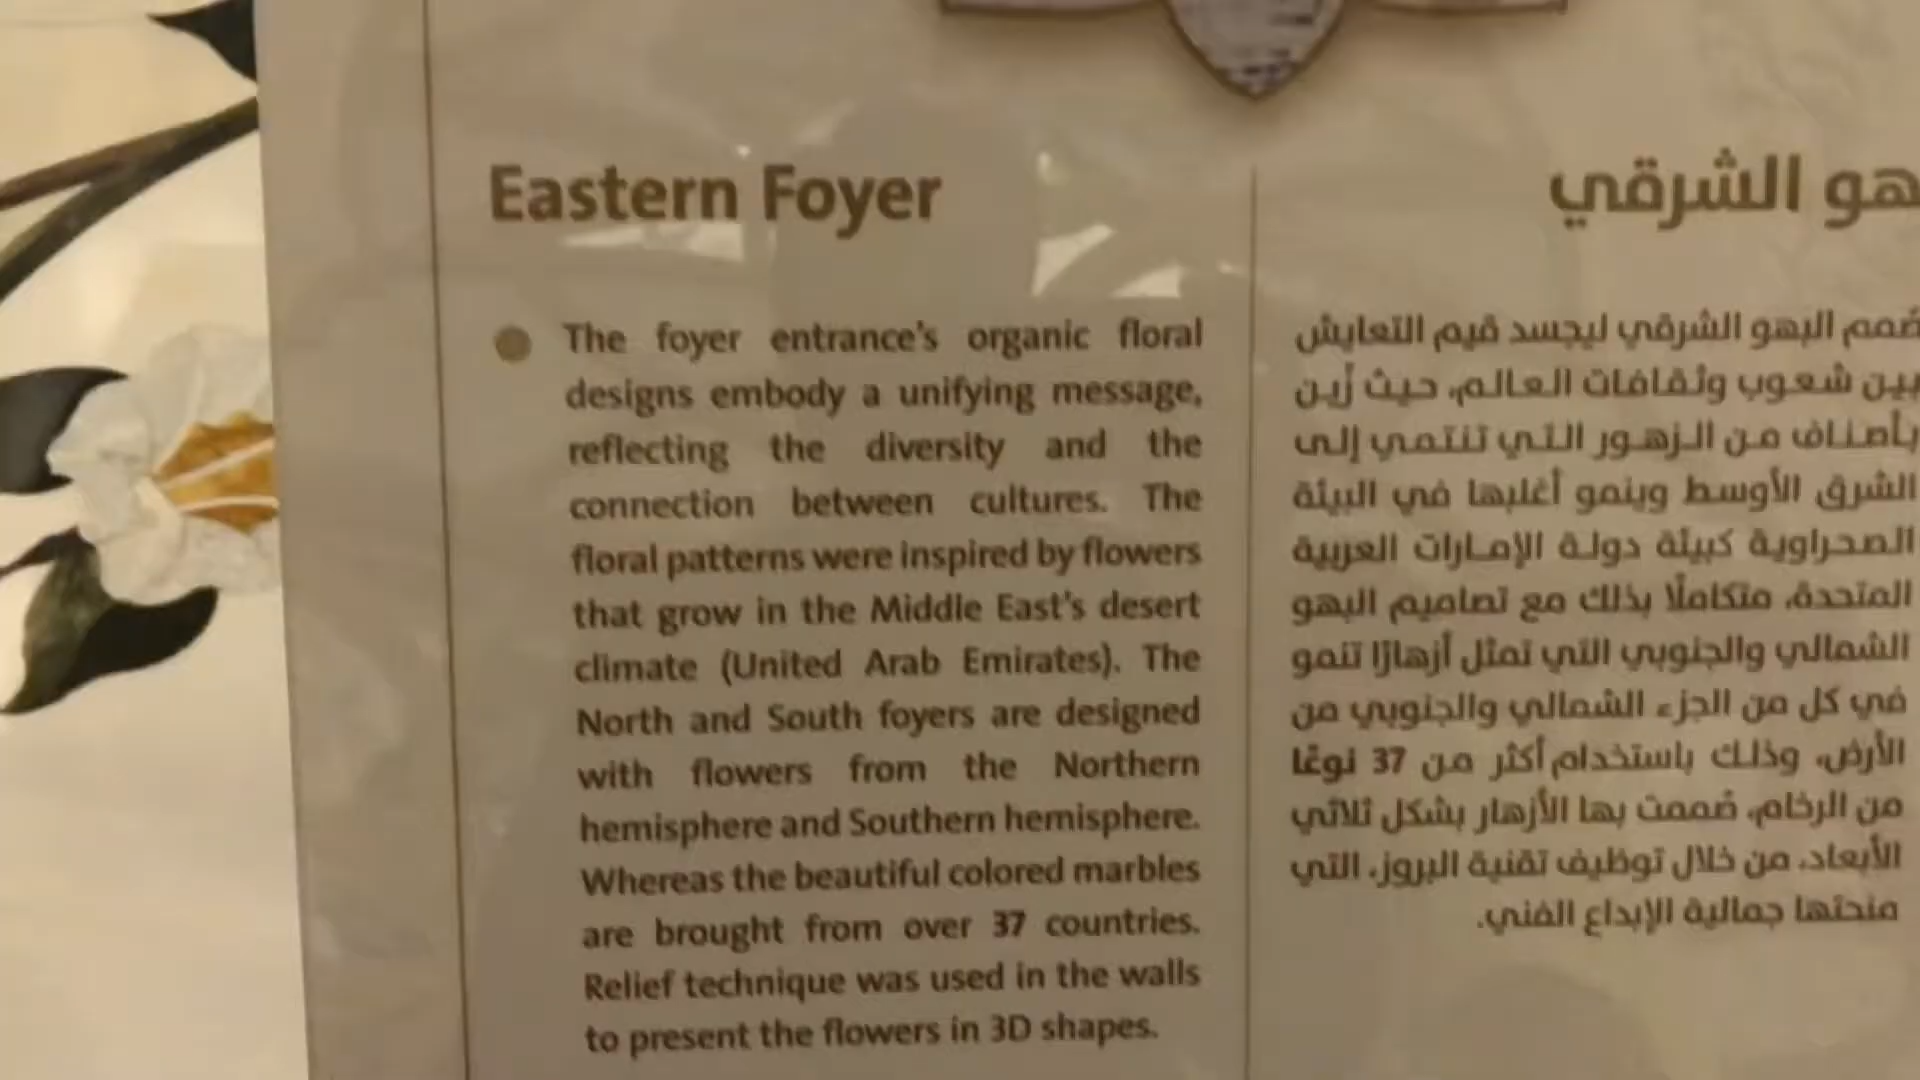 Eastern Foyer
The foyer entrance's organic floral
designs embody a unifying message,
reflecting the diversity and the
connection between cultures. The
floral patterns were inspired by flowers
that grow in the Middle East's desert
climate (United Arab Emirates). The
North and South foyers are designed
with flowers from the Northern
hemisphere and Southern hemisphere.
Whereas the beautiful colored marbles
are brought from over 37 countries.
Relief technique was used in the walls
to present the flowers in 3D shapes.
الشرقي
صُمم البهو الشرقي ليجسد قيم التعايش
بين شعوب وثقافات العالم، حيث زُين
بأصناف من الزهور التي تنتمي إلى
الشرق الأوسط وينمو أغلبها في البيئة
الصحراوية كبيئة دولة الإمارات العربية
المتحدة، متكاملًا بذلك مع تصاميم البهو
الشمالي والجنوبي التي تمثل أزهارًا تنمو
في كل من الجزء الشمالي والجنوبي من
الأرض، وذلك باستخدام أكثر من 37 نوعًا
من الرخام، صُممت بها الأزهار بشكل ثلاثي
الأبعاد، من خلال توظيف تقنية البروز، التي
منحتها جمالية الإبداع الفني.